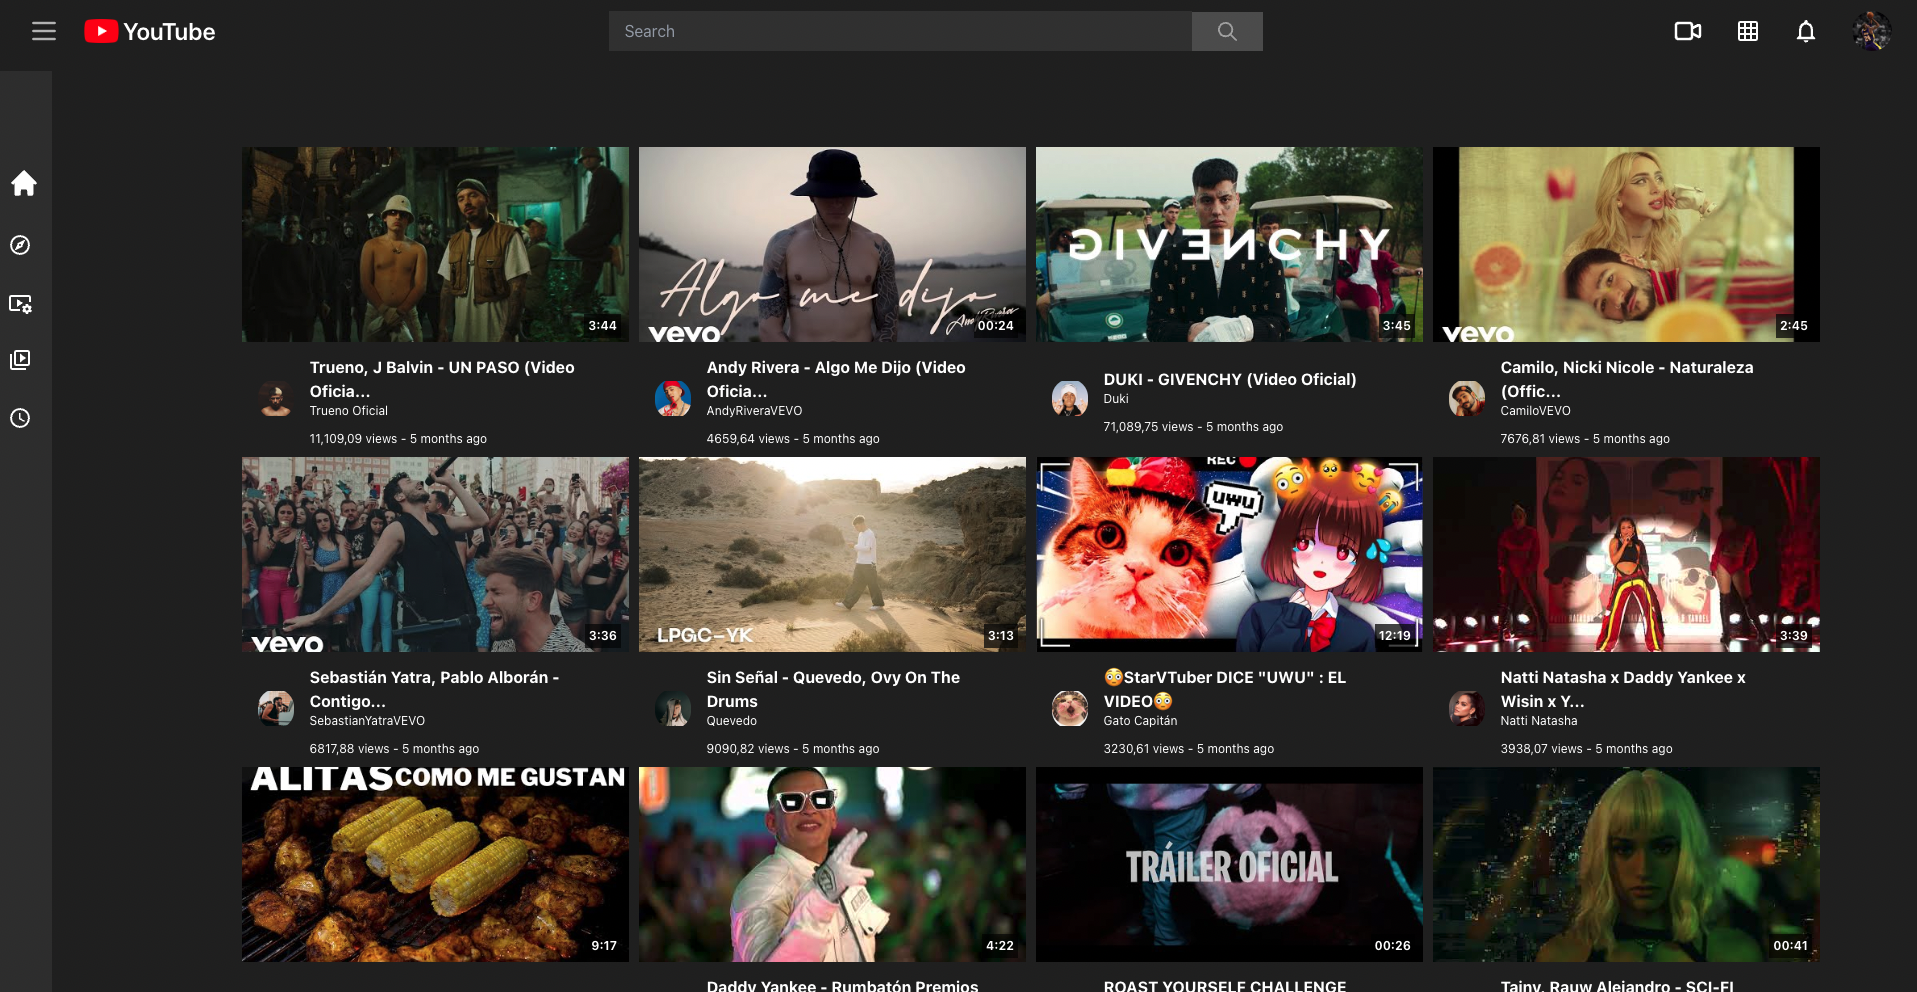 YouTube
Search
Algo me dijo
vevo
GIVENCHY
vevo
3:44
00:24
3:45
2:45
Trueno, J Balvin - UN PASO (Video
Oficia...
Trueno Oficial
11,109,09 views - 5 months ago
Andy Rivera - Algo Me Dijo (Video
Oficia...
AndyRiveraVEVO
4659,64 views - 5 months ago
DUKI - GIVENCHY (Video Oficial)
Duki
71,089,75 views - 5 months ago
Camilo, Nicki Nicole - Naturaleza
(Offic...
CamiloVEVO
7676,81 views - 5 months ago
vevo
3:36
LPGC-YK
3:13
REC
uwu
12:19
3:39
Sebastián Yatra, Pablo Alborán -
Contigo...
SebastianYatraVEVO
6817,88 views - 5 months ago
Sin Señal - Quevedo, Ovy On The
Drums
Quevedo
9090,82 views - 5 months ago
😳StarVTuber DICE "UWU" : EL
VIDEO😳
Gato Capitán
3230,61 views - 5 months ago
Natti Natasha x Daddy Yankee x
Wisin x Y...
Natti Natasha
3938,07 views - 5 months ago
ALITAS COMO ME GUSTAN
9:17
4:22
TRÁILER OFICIAL
00:26
00:41
Daddy Yankee - Rumbatón Premios
ROAST YOURSELF CHALLENGE
Tainy, Rauw Alejandro - SCI-FI